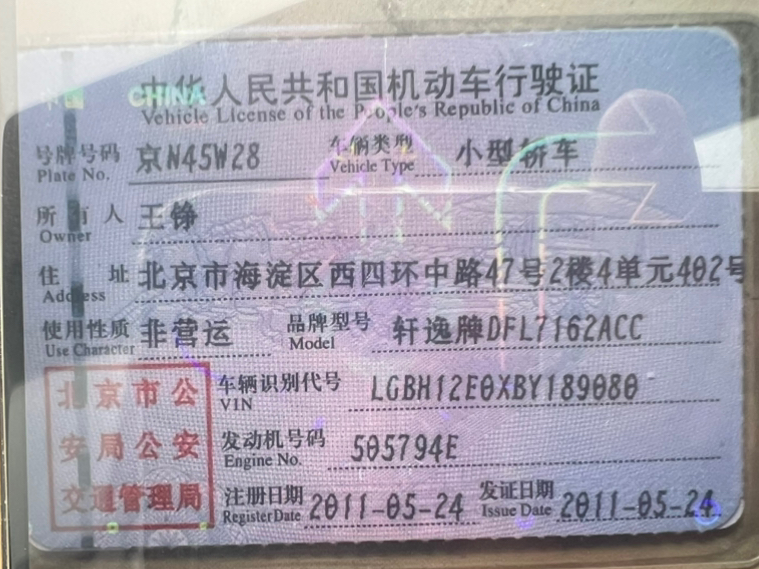 中国 CHINA
中华人民共和国机动车行驶证
Vehicle License of the People's Republic of China
号牌号码 京N45W28 车辆类型 小型轿车
Plate No. Vehicle Type
所有人 王铮
Owner
住址 北京市海淀区西四环中路47号2楼4单元402号
Address
使用性质 非营运 品牌型号 轩逸牌DFL7162ACC
Use Character Model
北京市公 车辆识别代号 LGBH12E0XBY189080
VIN
安局公安 发动机号码 505794E
Engine No.
交通管理局 注册日期 2011-05-24 发证日期 2011-05-24
Register Date Issue Date